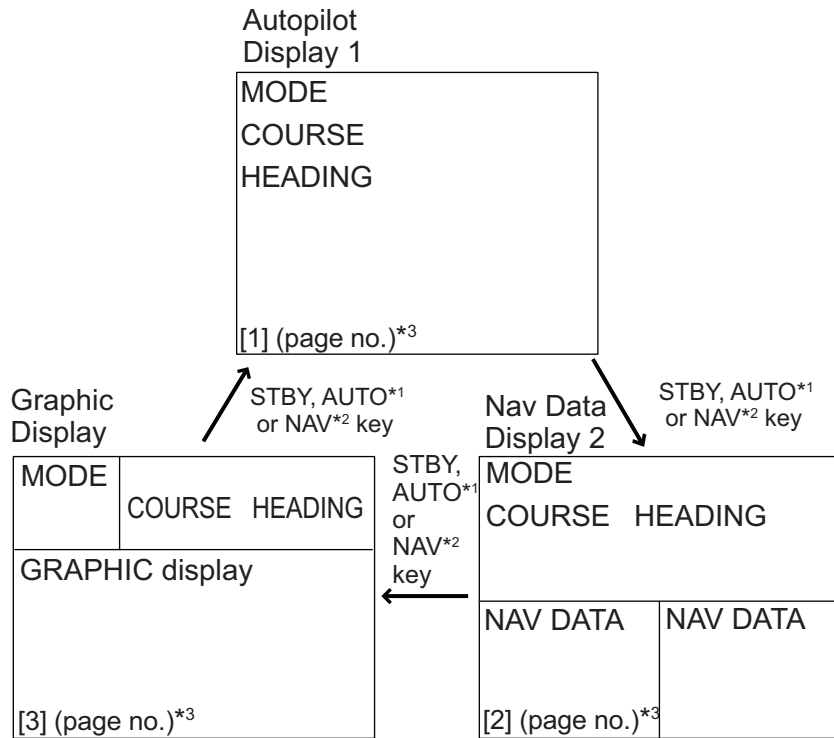 Autopilot
Display 1
MODE
COURSE
HEADING
[1] (page no.)*3
STBY, AUTO*1
or NAV*2 key
Nav Data
Display 2
MODE
COURSE HEADING
NAV DATA NAV DATA
[2] (page no.)*3
STBY,
AUTO*1
or
NAV*2
key
Graphic
Display
MODE
COURSE HEADING
GRAPHIC display
[3] (page no.)*3
STBY, AUTO*1
or NAV*2 key